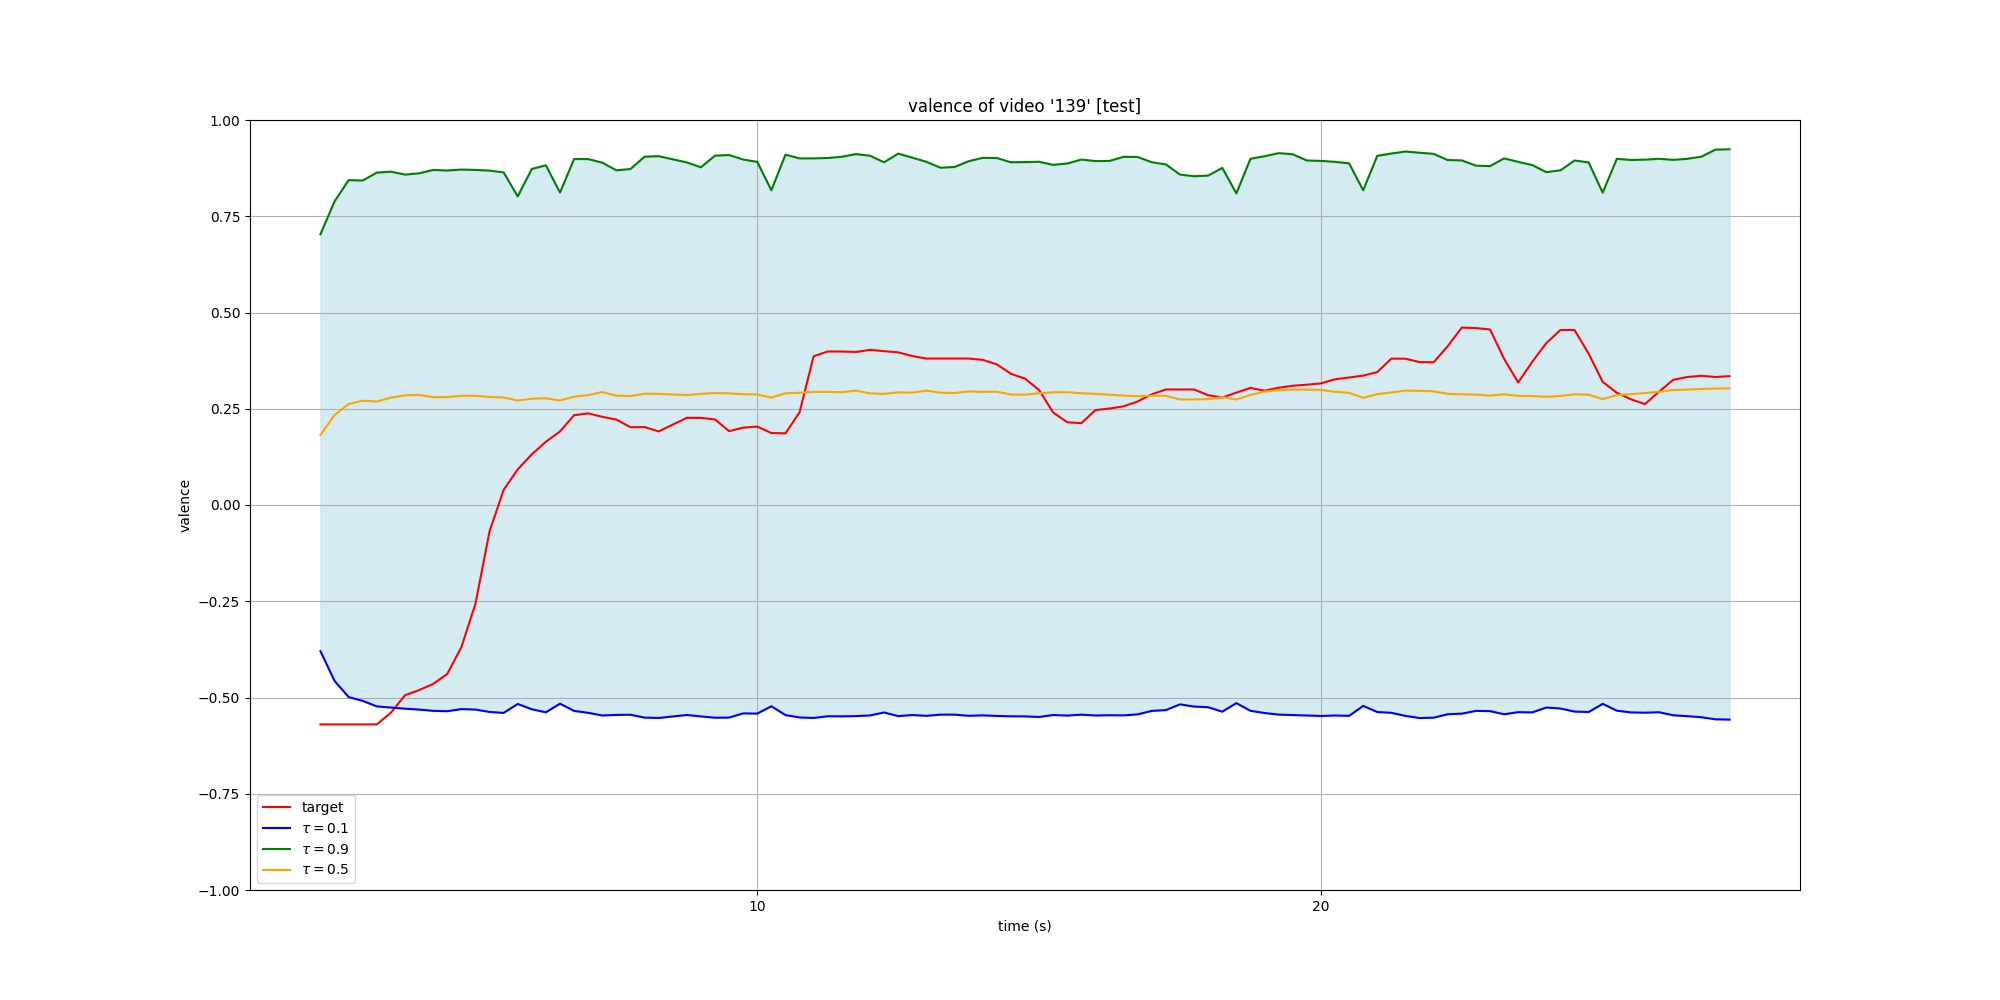 valence of video '139' [test]
1.00
0.75
0.50
0.25
0.00
−0.25
−0.50
−0.75
−1.00
valence
target
τ = 0.1
τ = 0.9
τ = 0.5
10
20
time (s)